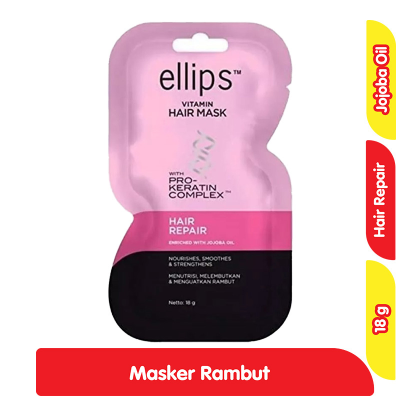 ellips™
VITAMIN
HAIR MASK
WITH
PRO-
KERATIN
COMPLEX™
HAIR
REPAIR
ENRICHED WITH JOJOBA OIL
NOURISHES, SMOOTHES
& STRENGTHENS
MENUTRISI, MELEMBUTKAN
& MENGUATKAN RAMBUT
Netto: 18 g
Jojoba Oil
Hair Repair
18 g
Masker Rambut